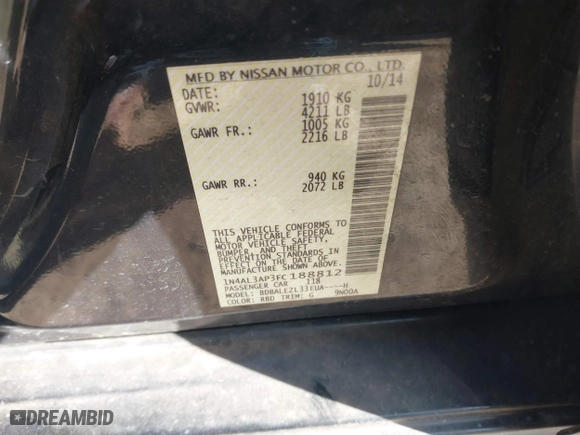 MFD BY NISSAN MOTOR CO., LTD.
DATE: 10/14
GVWR: 1910 KG
4211 LB
GAWR FR.: 1005 KG
2216 LB
GAWR RR.: 940 KG
2072 LB
THIS VEHICLE CONFORMS TO
ALL APPLICABLE FEDERAL
MOTOR VEHICLE SAFETY,
BUMPER, AND THEFT
PREVENTION STANDARDS
IN EFFECT ON THE DATE OF
MANUFACTURE SHOWN ABOVE.
1N4AL3AP3FC188812
PASSENGER CAR 118
MODEL: BDBALEZL33EUA----H
COLOR: RBD TRIM: G 9N00A
DREAMBID